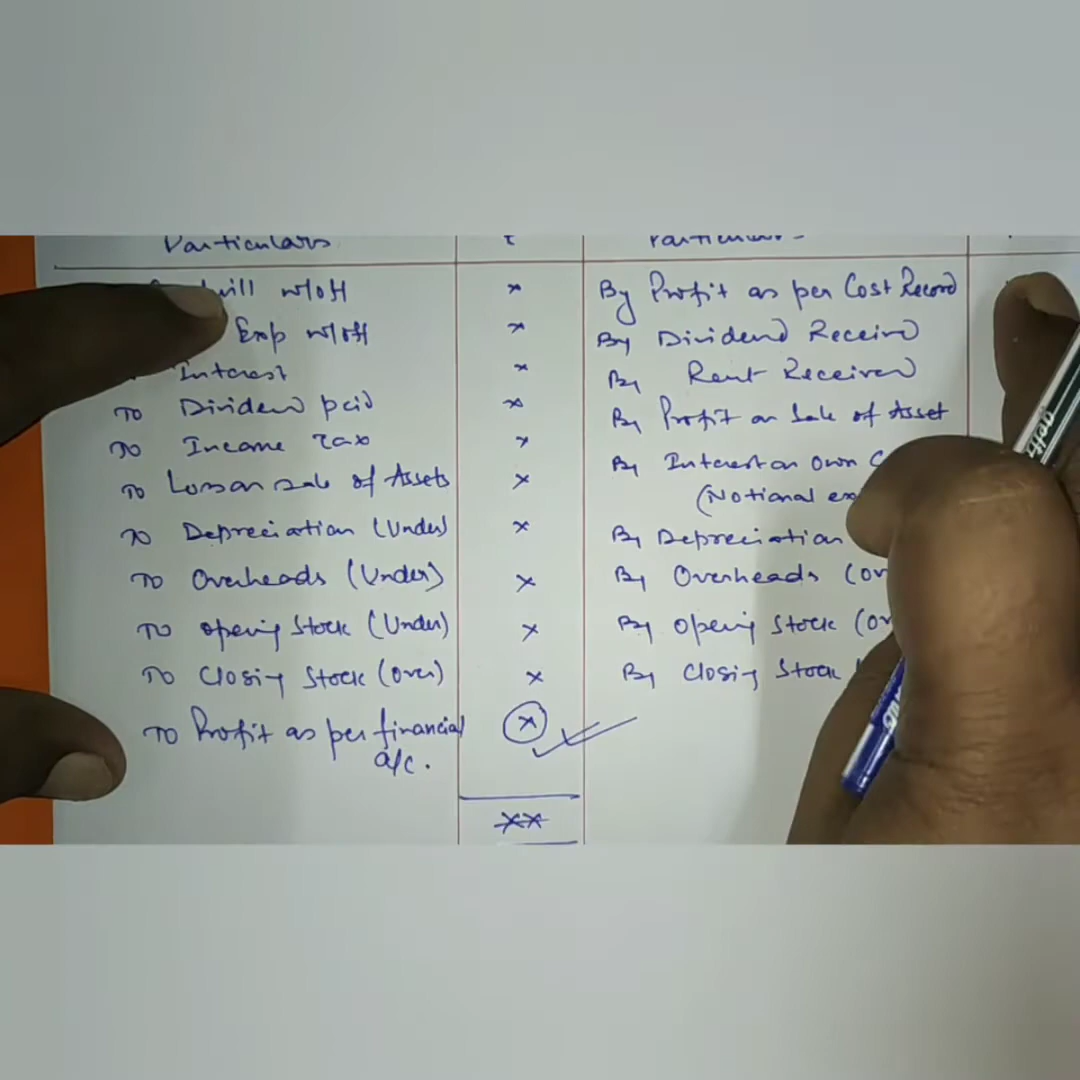 Particulars ₹ Particulars
will w/off × By Profit as per Cost Record
Exp w/off × By Dividend Received
Interest × By Rent Received
To Dividend paid × By Profit on Sale of Asset
To Income Tax × By Interest on Own
(Notional
To Loss on sale of Assets ×
To Depreciation (Under) × By Depreciation
To Overheads (Under) × By Overheads
To Opening Stock (Under) × By Opening Stock
To Closing Stock (Over) × By Closing Stock
To Profit as per financial ×
a/c.
××